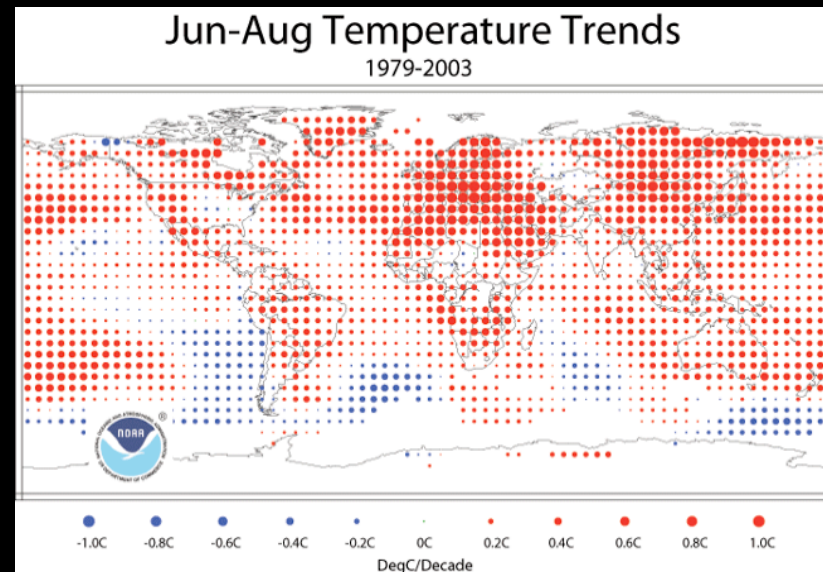 Jun-Aug Temperature Trends
1979-2003
®
NOAA
-1.0C -0.8C -0.6C -0.4C -0.2C 0C 0.2C 0.4C 0.6C 0.8C 1.0C
DegC/Decade